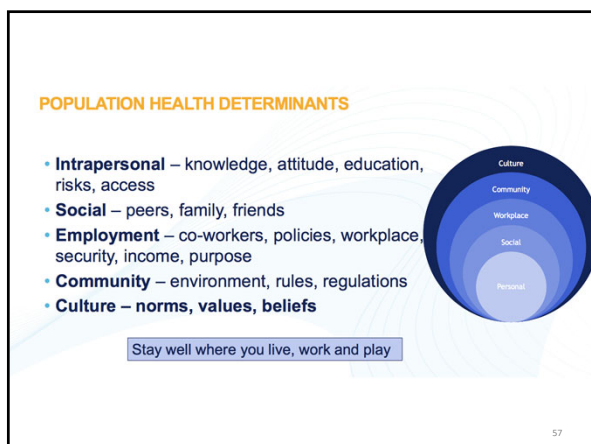 POPULATION HEALTH DETERMINANTS
• Intrapersonal – knowledge, attitude, education,
risks, access
• Social – peers, family, friends
• Employment – co-workers, policies, workplace,
security, income, purpose
• Community – environment, rules, regulations
• Culture – norms, values, beliefs
Stay well where you live, work and play
Culture
Community
Workplace
Social
Personal
57